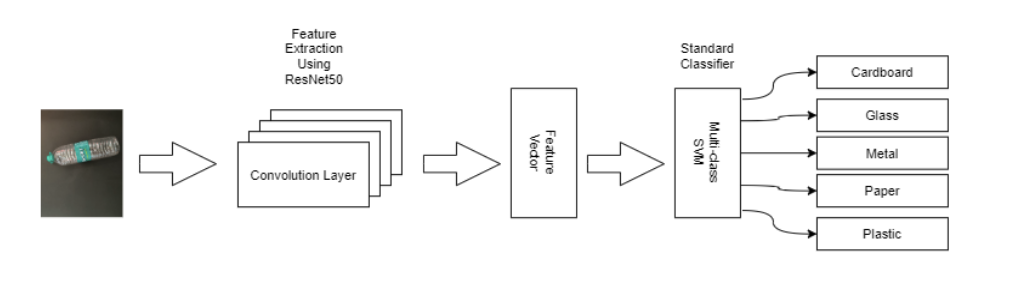 Feature
Extraction
Using
ResNet50
Convolution Layer
Feature
Vector
Standard
Classifier
Multi-class
SVM
Cardboard
Glass
Metal
Paper
Plastic